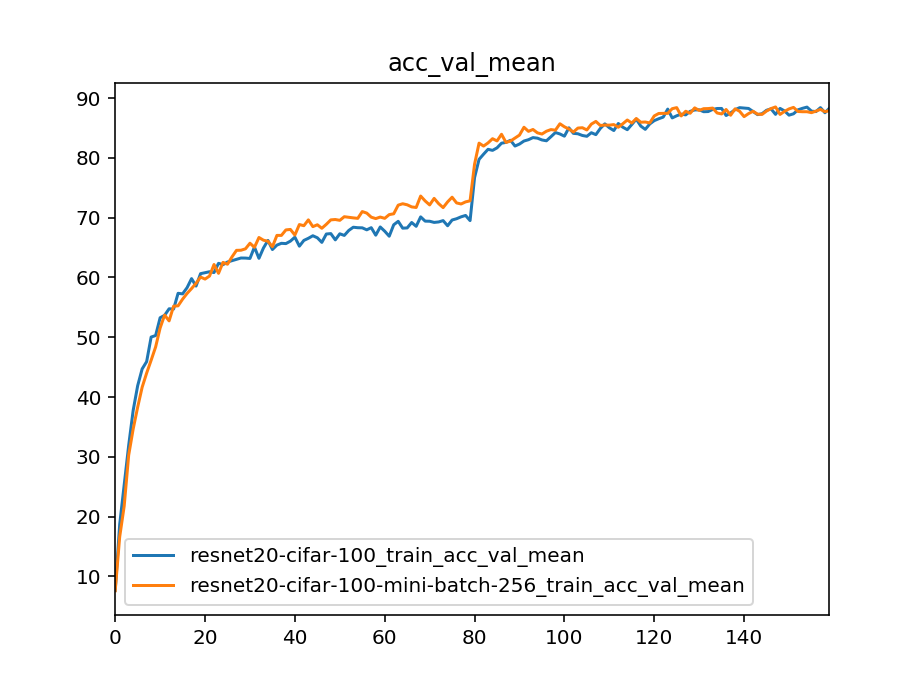 acc_val_mean
90
80
70
60
50
40
30
20
10
resnet20-cifar-100_train_acc_val_mean
resnet20-cifar-100-mini-batch-256_train_acc_val_mean
0 20 40 60 80 100 120 140